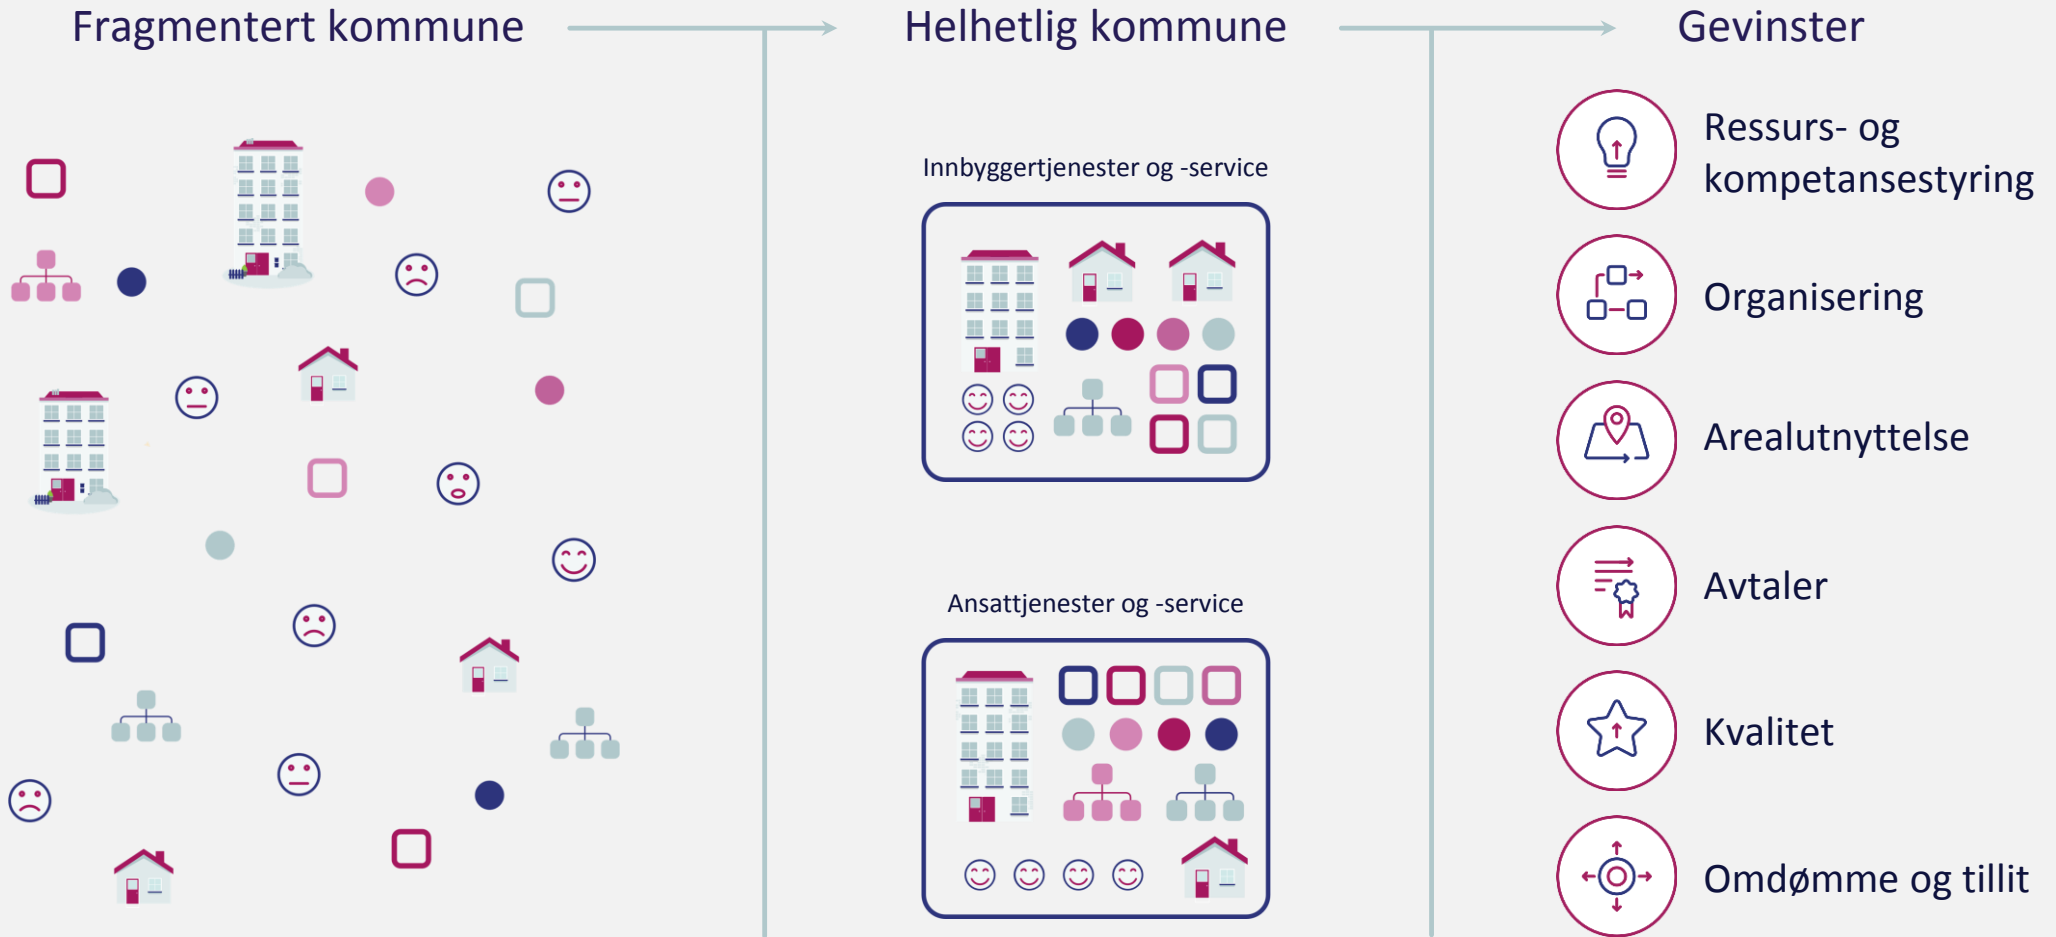 Fragmentert kommune
Helhetlig kommune
Gevinster
Innbyggertjenester og -service
Ansattjenester og -service
Ressurs- og
kompetansestyring
Organisering
Arealutnyttelse
Avtaler
Kvalitet
Omdømme og tillit